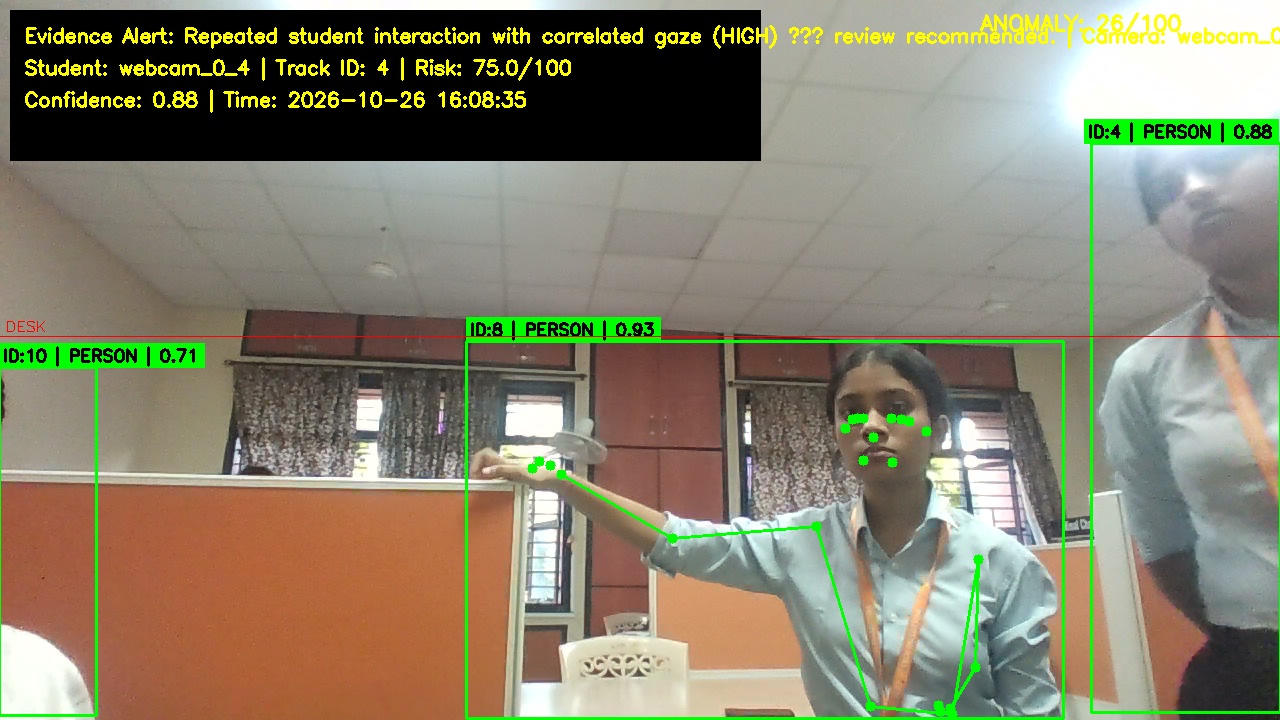 ANOMALY: 26/100
Evidence Alert: Repeated student interaction with correlated gaze (HIGH) ??? review recommended. | Camera: webcam_0
Student: webcam_0_4 | Track ID: 4 | Risk: 75.0/100
Confidence: 0.88 | Time: 2026-10-26 16:08:35
ID:4 | PERSON | 0.88
DESK
ID:8 | PERSON | 0.93
ID:10 | PERSON | 0.71